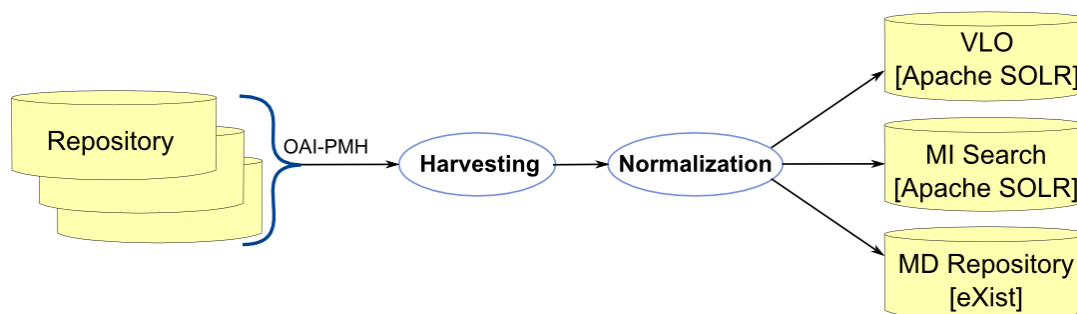 Repository
OAI-PMH
Harvesting
Normalization
VLO
[Apache SOLR]
MI Search
[Apache SOLR]
MD Repository
[eXist]